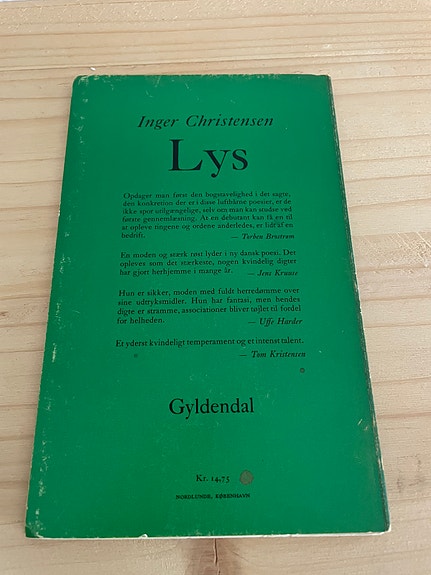 Inger Christensen
Lys
Opdager man først den bogstavelighed i det sagte,
den konkretion der er i disse luftbårne poesier, er de
ikke spor utilgængelige, selv om man kan studse ved
første gennemlæsning. At en debutant kan få en til
at opleve tingene og ordene anderledes, er lidt af en
bedrift.
— Torben Brostrøm
En moden og stærk røst lyder i ny dansk poesi. Det
opleves som det stærkeste, nogen kvindelig digter
har gjort herhjemme i mange år.
— Jens Kruuse
Hun er sikker, moden med fuldt herredømme over
sine udtryksmidler. Hun har fantasi, men hendes
digte er stramme, associationer bliver tøjlet til fordel
for helheden.
— Uffe Harder
Et yderst kvindeligt temperament og et intenst talent.
— Tom Kristensen
Gyldendal
Kr. 14,75
NORDLUNDE, KØBENHAVN